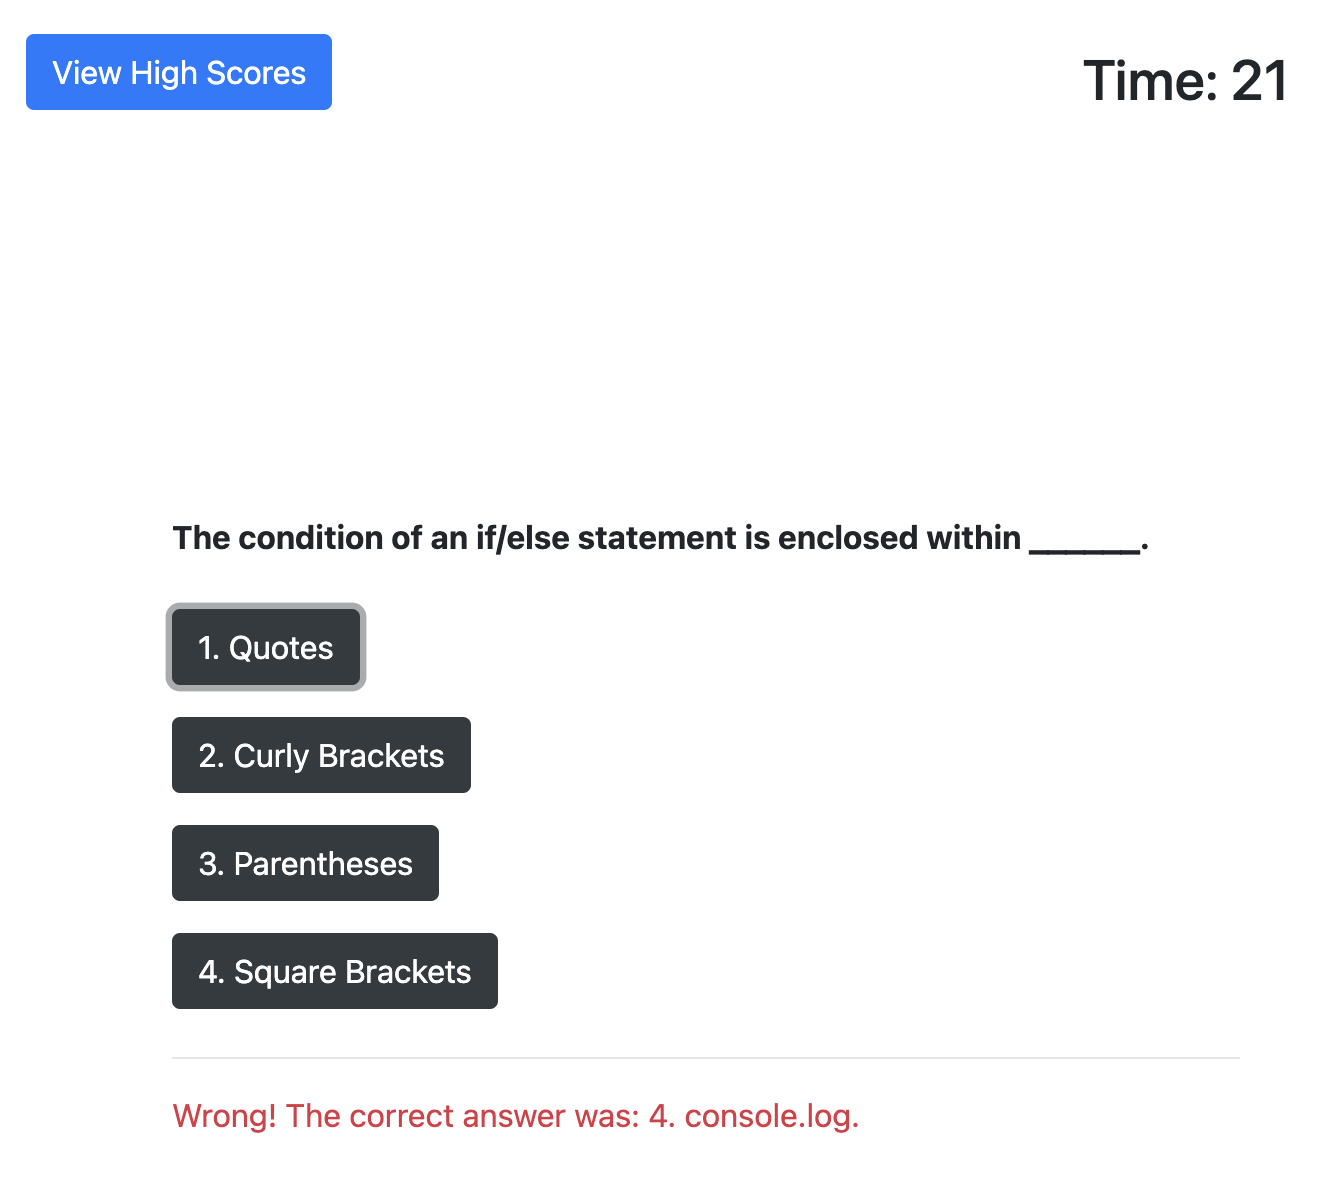 View High Scores
Time: 21
The condition of an if/else statement is enclosed within ______.
1. Quotes
2. Curly Brackets
3. Parentheses
4. Square Brackets
Wrong! The correct answer was: 4. console.log.